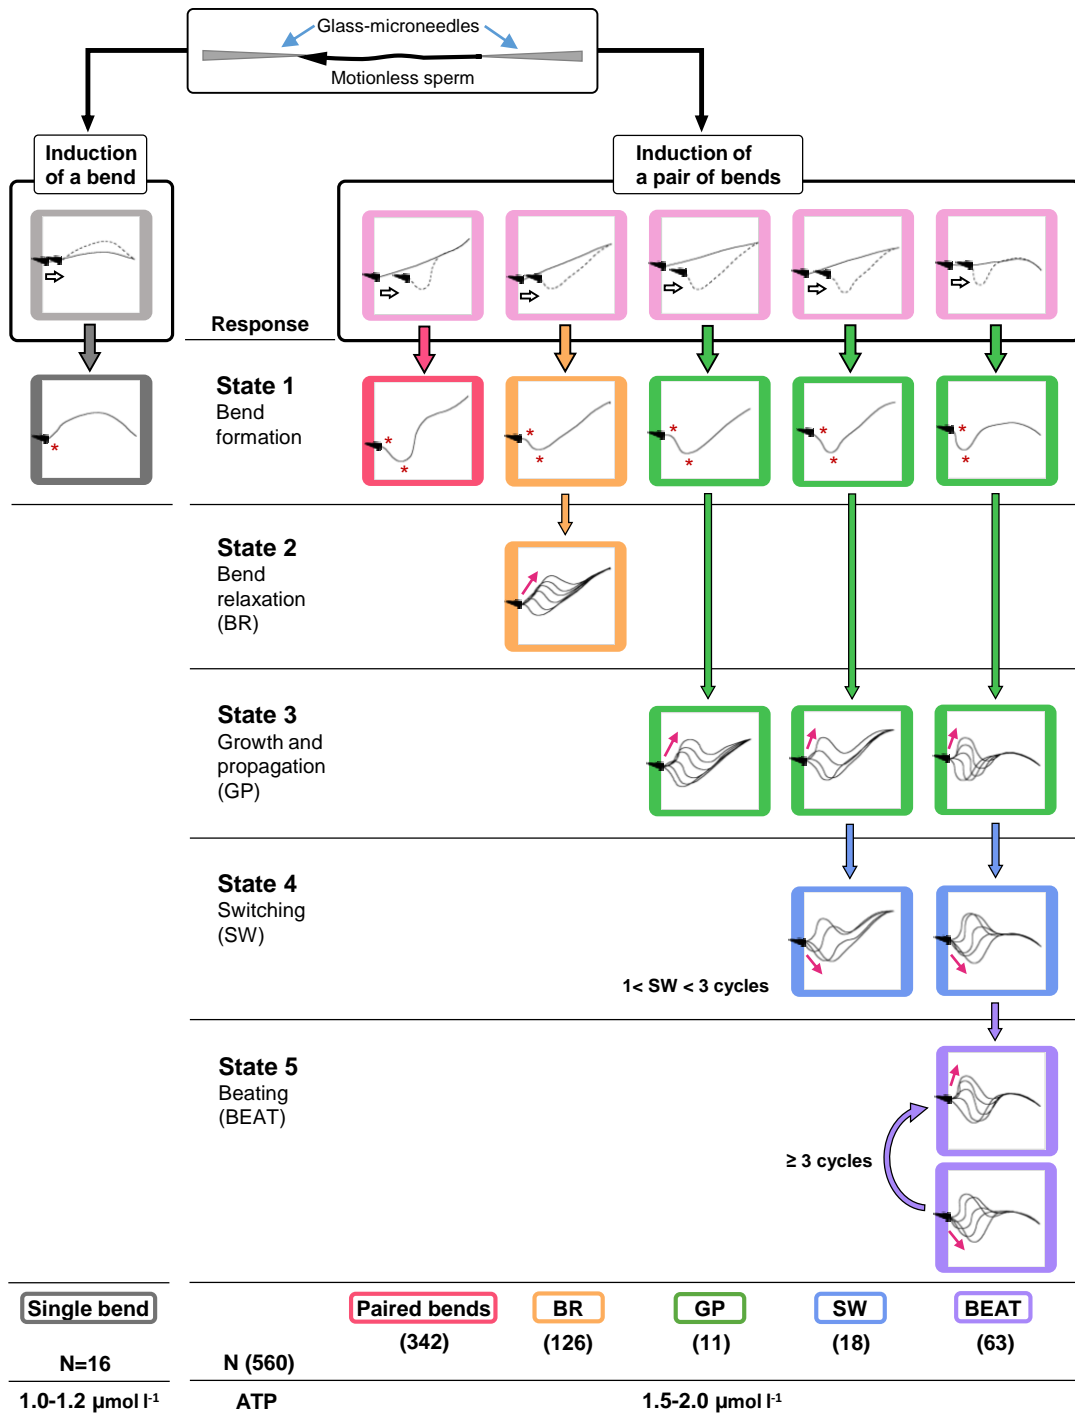 Glass-microneedles
Motionless sperm
Induction
of a bend
Induction of
a pair of bends
Response
State 1
Bend
formation
*
* *
* *
* *
* *
* *
State 2
Bend
relaxation
(BR)
State 3
Growth and
propagation
(GP)
State 4
Switching
(SW)
1< SW < 3 cycles
State 5
Beating
(BEAT)
≥ 3 cycles
Single bend
Paired bends BR GP SW BEAT
(342) (126) (11) (18) (63)
N=16 N (560)
1.0-1.2 µmol l⁻¹ ATP 1.5-2.0 µmol l⁻¹